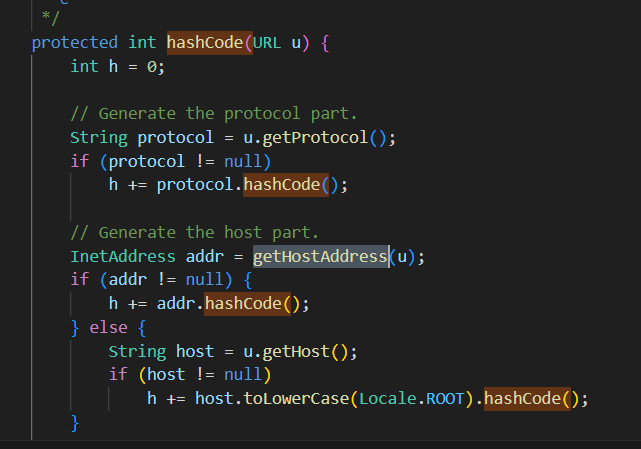 */
protected int hashCode(URL u) {
int h = 0;
// Generate the protocol part.
String protocol = u.getProtocol();
if (protocol != null)
h += protocol.hashCode();
// Generate the host part.
InetAddress addr = getHostAddress(u);
if (addr != null) {
h += addr.hashCode();
} else {
String host = u.getHost();
if (host != null)
h += host.toLowerCase(Locale.ROOT).hashCode();
}